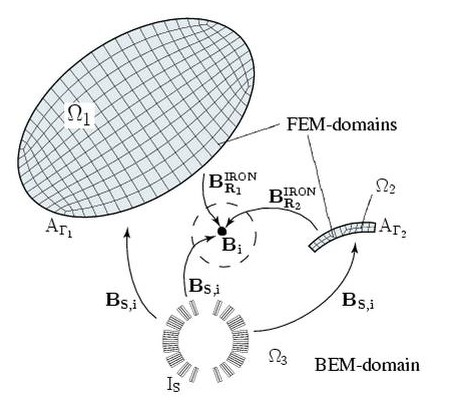 Ω₁
FEM-domains
B_R₁^IRON
B_R₂^IRON
Ω₂
A_Γ₁
A_Γ₂
B_i
B_S,i
B_S,i
B_S,i
Ω₃
BEM-domain
I_S